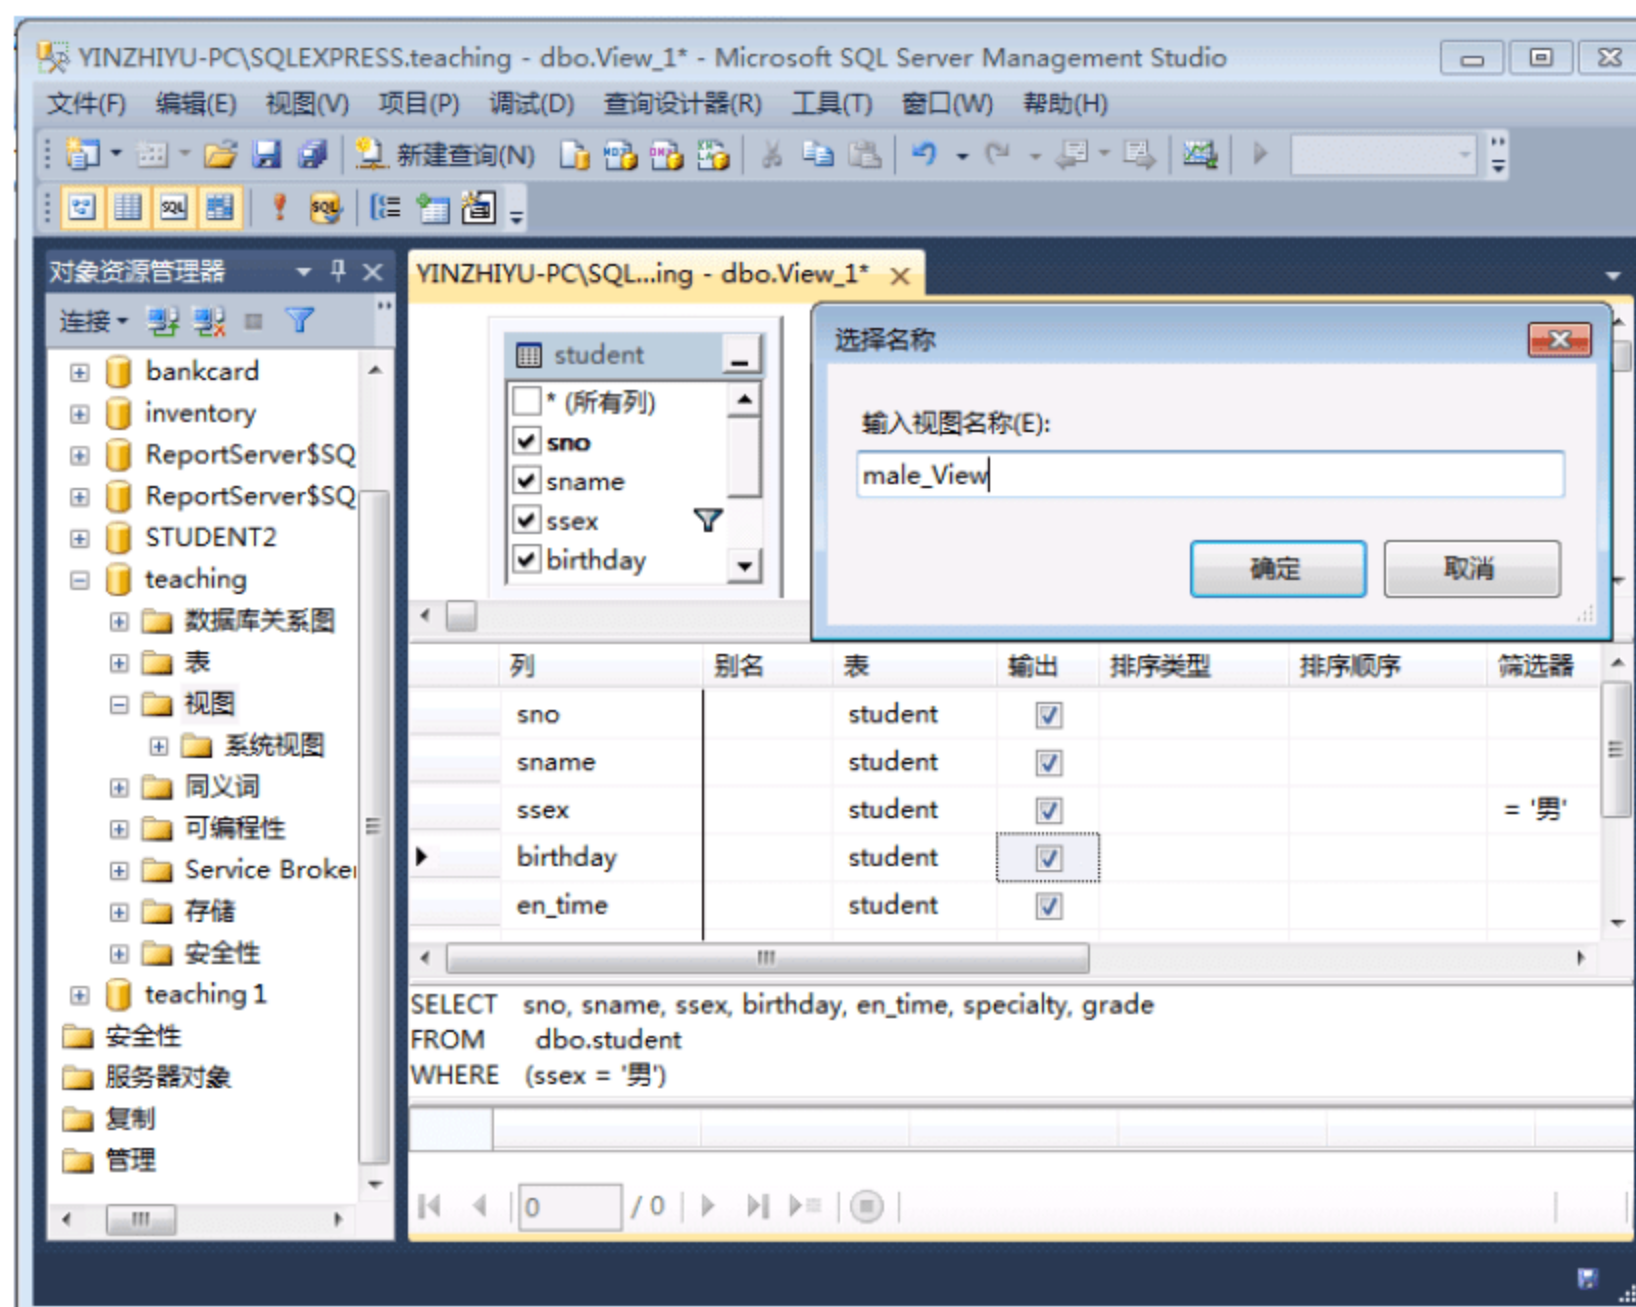 YINZHIYU-PC\SQLEXPRESS.teaching - dbo.View_1* - Microsoft SQL Server Management Studio
文件(F) 编辑(E) 视图(V) 项目(P) 调试(D) 查询设计器(R) 工具(T) 窗口(W) 帮助(H)
新建查询(N)
SQL SQL
对象资源管理器
连接
bankcard
inventory
ReportServer$SQ
ReportServer$SQ
STUDENT2
teaching
数据库关系图
表
视图
系统视图
同义词
可编程性
Service Broker
存储
安全性
teaching1
安全性
服务器对象
复制
管理
YINZHIYU-PC\SQL...ing - dbo.View_1*
student
* (所有列)
sno
sname
ssex
birthday
选择名称
输入视图名称(E):
male_View
确定 取消
列 别名 表 输出 排序类型 排序顺序 筛选器
sno student
sname student
ssex student = '男'
birthday student
en_time student
SELECT sno, sname, ssex, birthday, en_time, specialty, grade
FROM dbo.student
WHERE (ssex = '男')
0 / 0